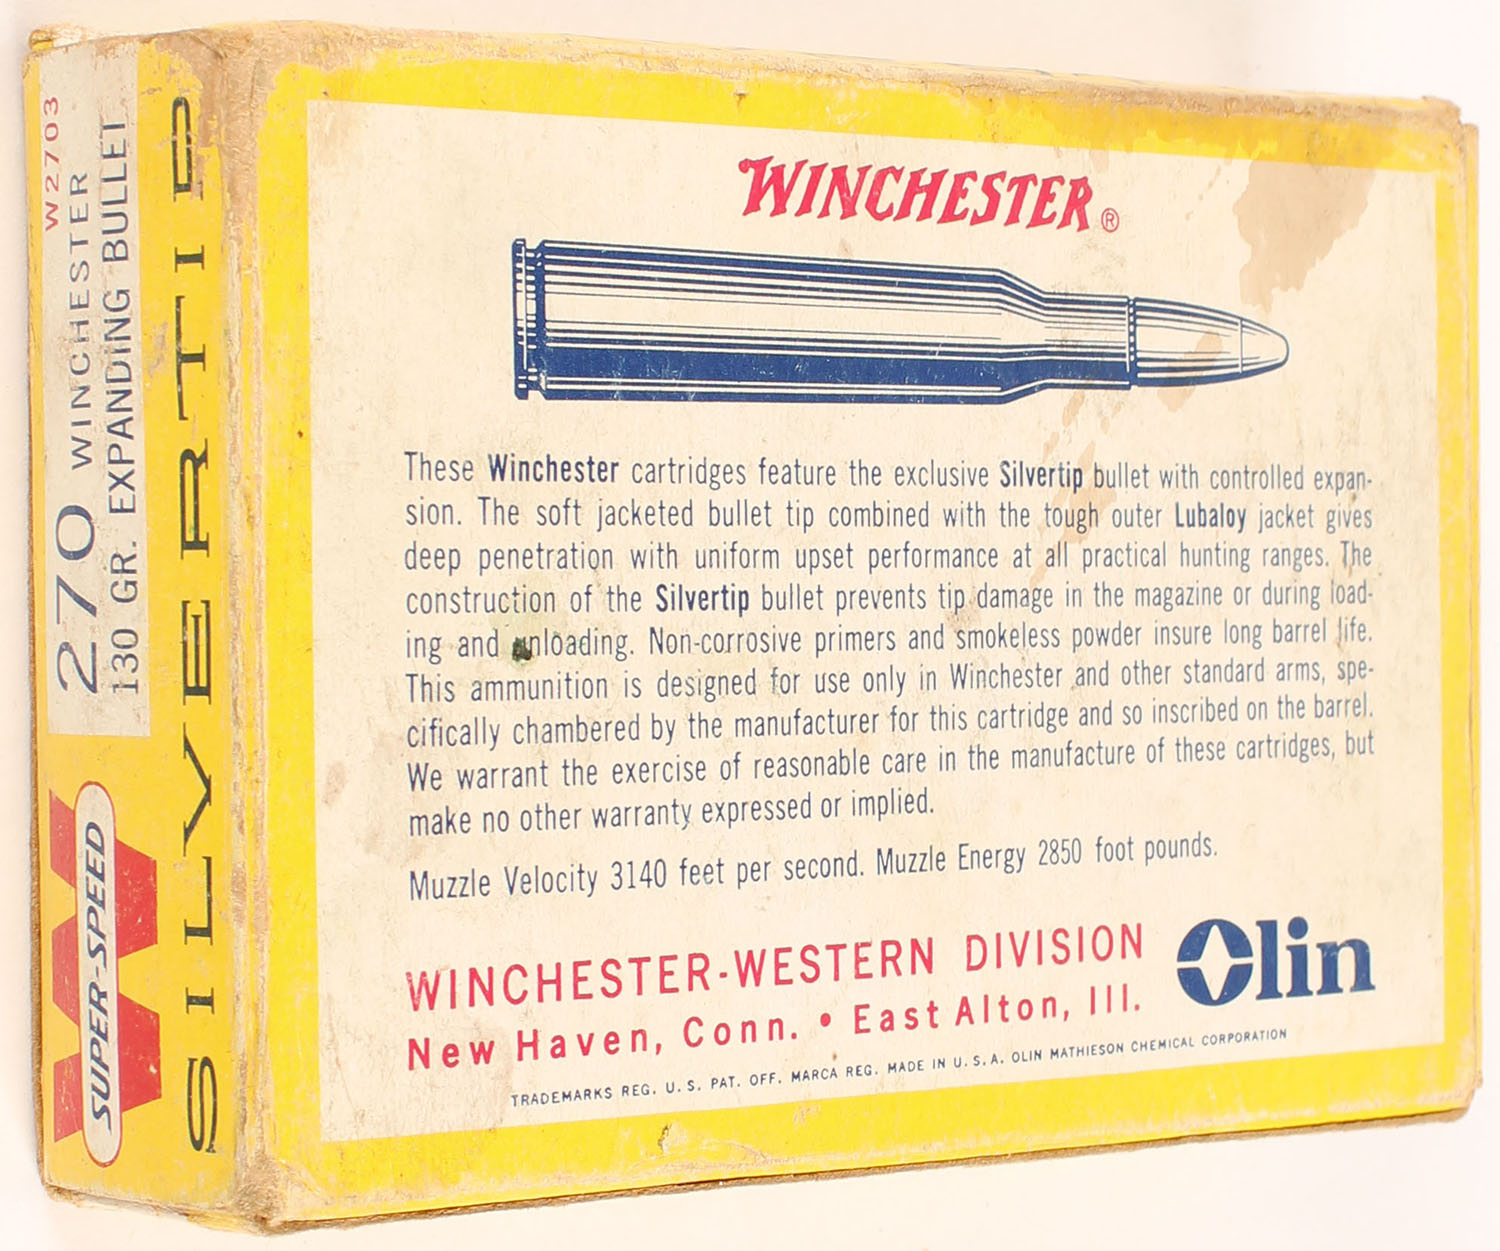 W2703
270 WINCHESTER
130 GR. EXPANDING BULLET
SUPER-SPEED
SILVERTIP
WINCHESTER®
These Winchester cartridges feature the exclusive Silvertip bullet with controlled expan-
sion. The soft jacketed bullet tip combined with the tough outer Lubaloy jacket gives
deep penetration with uniform upset performance at all practical hunting ranges. The
construction of the Silvertip bullet prevents tip damage in the magazine or during load-
ing and unloading. Non-corrosive primers and smokeless powder insure long barrel life.
This ammunition is designed for use only in Winchester and other standard arms, spe-
cifically chambered by the manufacturer for this cartridge and so inscribed on the barrel.
We warrant the exercise of reasonable care in the manufacture of these cartridges, but
make no other warranty expressed or implied.
Muzzle Velocity 3140 feet per second. Muzzle Energy 2850 foot pounds.
WINCHESTER-WESTERN DIVISION
New Haven, Conn. • East Alton, Ill.
Olin
TRADEMARKS REG. U. S. PAT. OFF. MARCA REG. MADE IN U. S. A. OLIN MATHIESON CHEMICAL CORPORATION